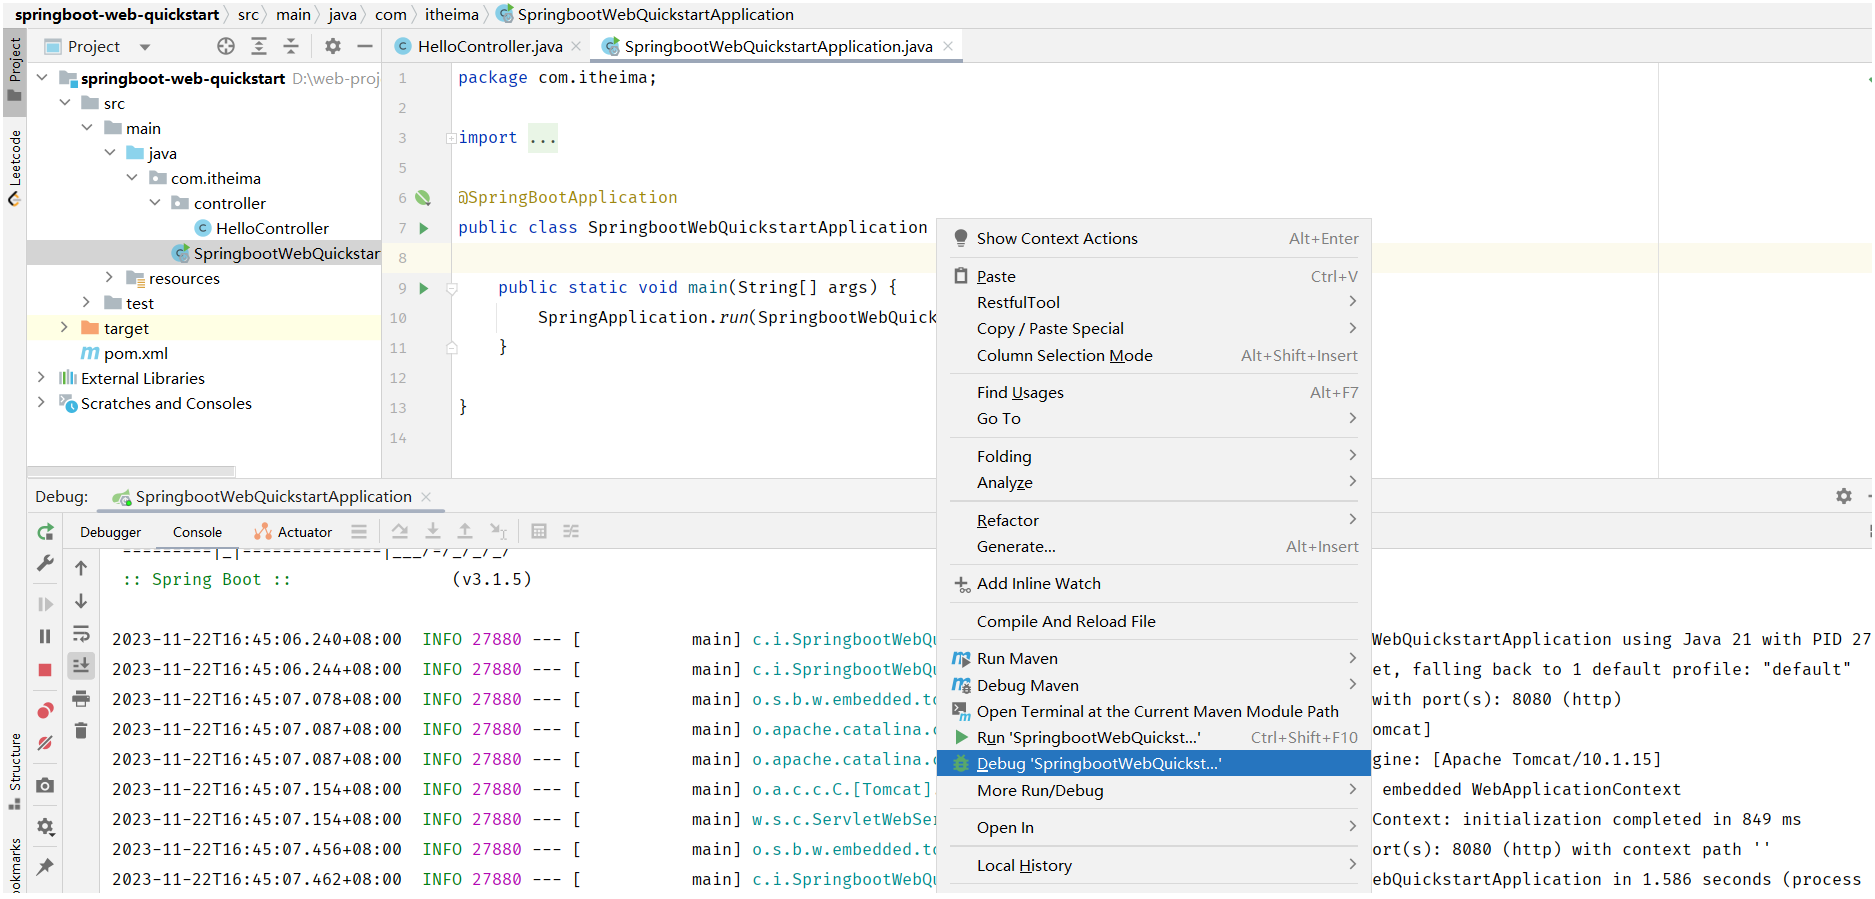 springboot-web-quickstart 〉 src 〉 main 〉 java 〉 com 〉 itheima 〉 SpringbootWebQuickstartApplication
Project
HelloController.java
SpringbootWebQuickstartApplication.java
Project
Leetcode
Structure
ookmarks
springboot-web-quickstart D:\web-proj
src
main
java
com.itheima
controller
HelloController
SpringbootWebQuickstar
resources
test
target
pom.xml
External Libraries
Scratches and Consoles
1 package com.itheima;
2
3 import ...
5
6 @SpringBootApplication
7 public class SpringbootWebQuickstartApplication
8
9 public static void main(String[] args) {
10 SpringApplication.run(SpringbootWebQuick
11 }
12
13 }
14
Show Context Actions Alt+Enter
Paste Ctrl+V
RestfulTool
Copy / Paste Special
Column Selection Mode Alt+Shift+Insert
Find Usages Alt+F7
Go To
Folding
Analyze
Refactor
Generate... Alt+Insert
Add Inline Watch
Compile And Reload File
Run Maven
Debug Maven
Open Terminal at the Current Maven Module Path
Run 'SpringbootWebQuickst...' Ctrl+Shift+F10
Debug 'SpringbootWebQuickst...'
More Run/Debug
Open In
Local History
Debug: SpringbootWebQuickstartApplication
Debugger Console Actuator
:: Spring Boot :: (v3.1.5)
2023-11-22T16:45:06.240+08:00 INFO 27880 --- [ main] c.i.SpringbootWebQu WebQuickstartApplication using Java 21 with PID 27
2023-11-22T16:45:06.244+08:00 INFO 27880 --- [ main] c.i.SpringbootWebQu et, falling back to 1 default profile: "default"
2023-11-22T16:45:07.078+08:00 INFO 27880 --- [ main] o.s.b.w.embedded.to with port(s): 8080 (http)
2023-11-22T16:45:07.087+08:00 INFO 27880 --- [ main] o.apache.catalina.c omcat]
2023-11-22T16:45:07.087+08:00 INFO 27880 --- [ main] o.apache.catalina.c gine: [Apache Tomcat/10.1.15]
2023-11-22T16:45:07.154+08:00 INFO 27880 --- [ main] o.a.c.c.C.[Tomcat]. embedded WebApplicationContext
2023-11-22T16:45:07.154+08:00 INFO 27880 --- [ main] w.s.c.ServletWebSer Context: initialization completed in 849 ms
2023-11-22T16:45:07.456+08:00 INFO 27880 --- [ main] o.s.b.w.embedded.to ort(s): 8080 (http) with context path ''
2023-11-22T16:45:07.462+08:00 INFO 27880 --- [ main] c.i.SpringbootWebQu ebQuickstartApplication in 1.586 seconds (process